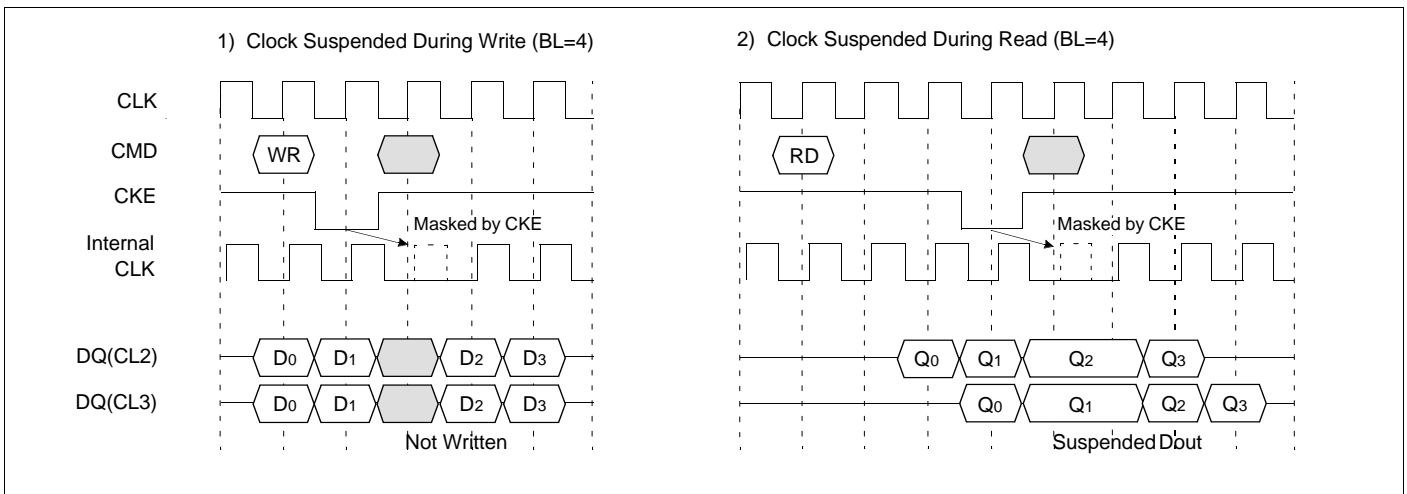 1) Clock Suspended During Write (BL=4)
2) Clock Suspended During Read (BL=4)
CLK
CMD
WR
RD
CKE
Masked by CKE
Masked by CKE
Internal
CLK
DQ(CL2)
D0 D1 D2 D3
Q0 Q1 Q2 Q3
DQ(CL3)
D0 D1 D2 D3
Q0 Q1 Q2 Q3
Not Written
Suspended Dout